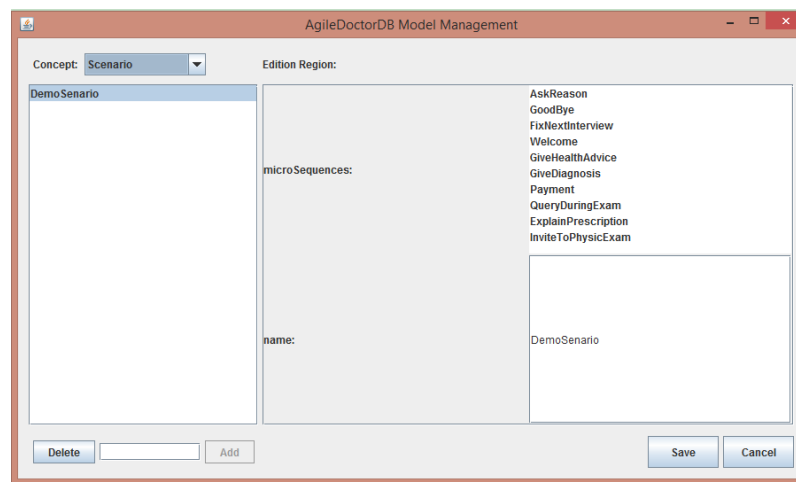 AgileDoctorDB Model Management
Concept: Scenario
Edition Region:
DemoSenario
microSequences:
AskReason
GoodBye
FixNextInterview
Welcome
GiveHealthAdvice
GiveDiagnosis
Payment
QueryDuringExam
ExplainPrescription
InviteToPhysicExam
name:
DemoSenario
Delete
Add
Save
Cancel